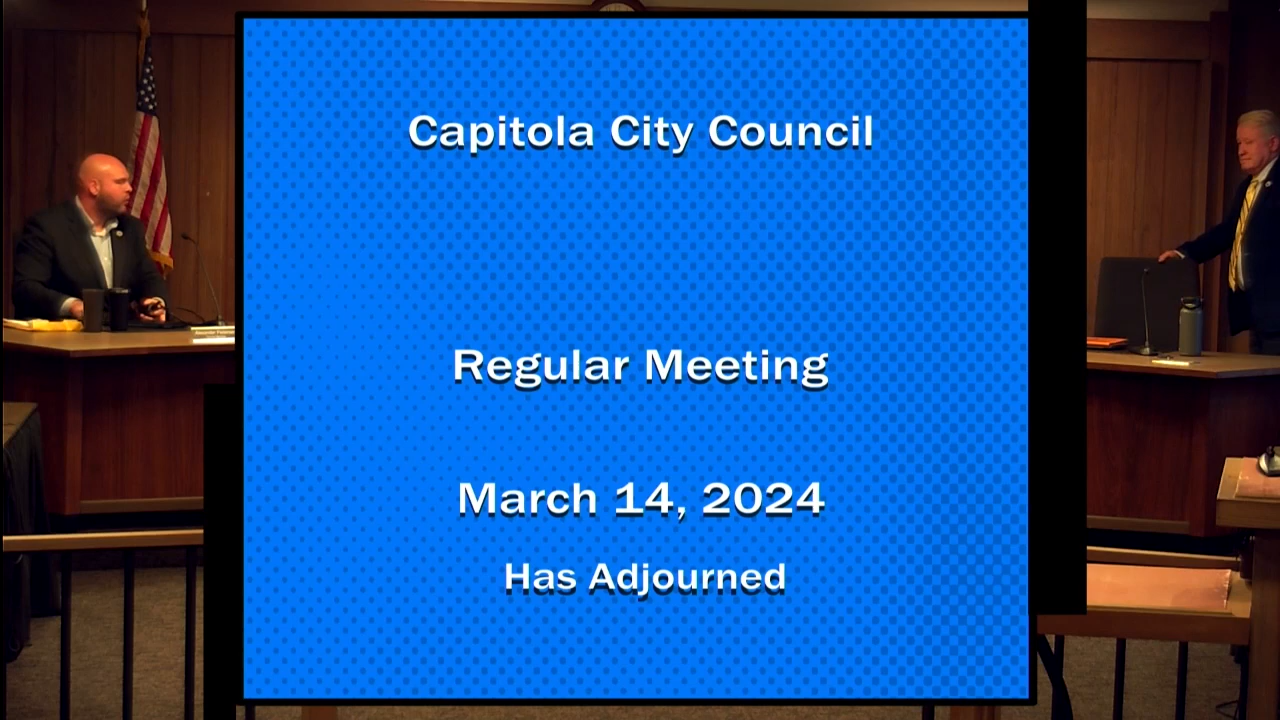 Capitola City Council
Regular Meeting
March 14, 2024
Has Adjourned